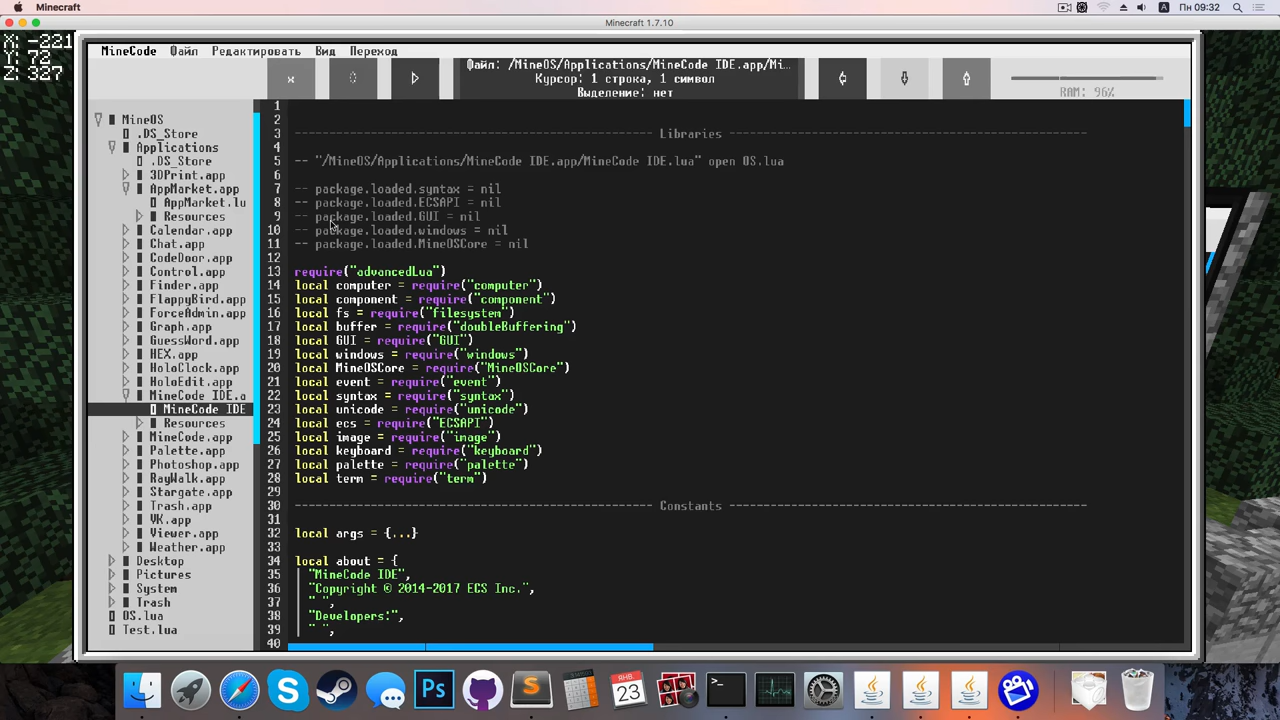 Minecraft
Пн 09:32
Minecraft 1.7.10
X: -221
Y: 72
Z: 327
MineCode Файл Редактировать Вид Переход
Файл: /MineOS/Applications/MineCode IDE.app/Mi…
Курсор: 1 строка, 1 символ
Выделение: нет
RAM: 96%
MineOS
.DS_Store
Applications
.DS_Store
3DPrint.app
AppMarket.app
AppMarket.lu
Resources
Calendar.app
Chat.app
CodeDoor.app
Control.app
Finder.app
FlappyBird.app
ForceAdmin.app
Graph.app
GuessWord.app
HEX.app
HoloClock.app
HoloEdit.app
MineCode IDE.a
MineCode IDE
Resources
MineCode.app
Palette.app
Photoshop.app
RayWalk.app
Stargate.app
Trash.app
VK.app
Viewer.app
Weather.app
Desktop
Pictures
System
Trash
OS.lua
Test.lua
1
2
3 Libraries
4
5 -- "/MineOS/Applications/MineCode IDE.app/MineCode IDE.lua" open OS.lua
6
7 -- package.loaded.syntax = nil
8 -- package.loaded.ECSAPI = nil
9 -- package.loaded.GUI = nil
10 -- package.loaded.windows = nil
11 -- package.loaded.MineOSCore = nil
12
13 require("advancedLua")
14 local computer = require("computer")
15 local component = require("component")
16 local fs = require("filesystem")
17 local buffer = require("doubleBuffering")
18 local GUI = require("GUI")
19 local windows = require("windows")
20 local MineOSCore = require("MineOSCore")
21 local event = require("event")
22 local syntax = require("syntax")
23 local unicode = require("unicode")
24 local ecs = require("ECSAPI")
25 local image = require("image")
26 local keyboard = require("keyboard")
27 local palette = require("palette")
28 local term = require("term")
29
30 Constants
31
32 local args = {...}
33
34 local about = {
35 "MineCode IDE",
36 "Copyright © 2014-2017 ECS Inc.",
37 " ",
38 "Developers:",
39 " ",
40
ЯНВ.
23